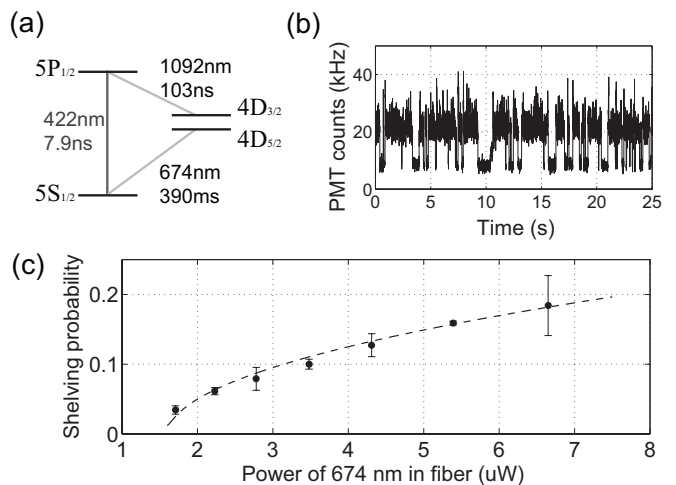 (a)
5P1/2
1092nm
103ns
4D3/2
4D5/2
422nm
7.9ns
674nm
390ms
5S1/2
(b)
PMT counts (kHz)
40
20
0
0 5 10 15 20 25
Time (s)
(c)
Shelving probability
0.2
0.1
0
1 2 3 4 5 6 7 8
Power of 674 nm in fiber (uW)